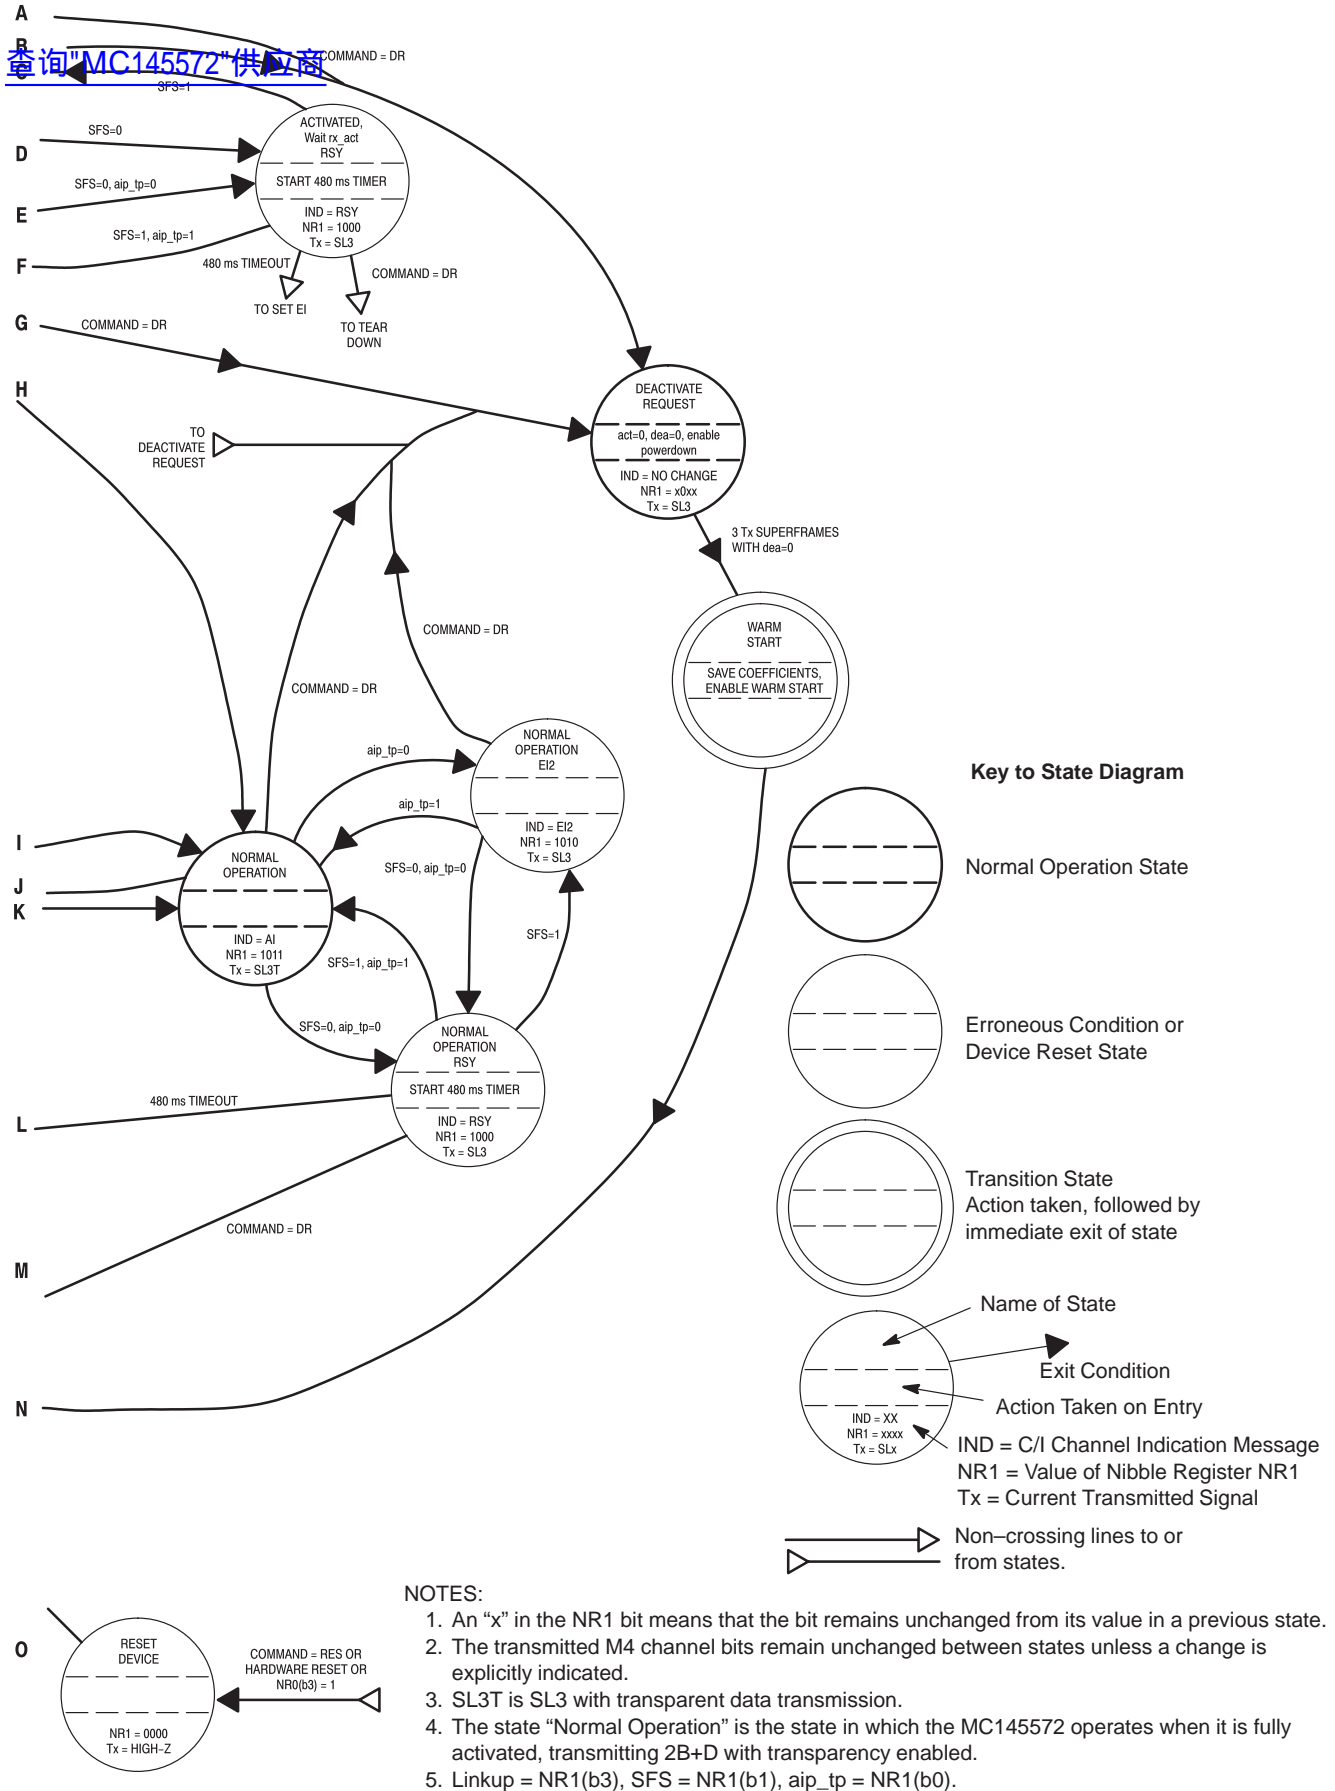 A
B
COMMAND = DR
查询"MC145572"供应商
C
SFS=1
ACTIVATED,
Wait rx_act
RSY
START 480 ms TIMER
IND = RSY
NR1 = 1000
Tx = SL3
SFS=0
D
SFS=0, aip_tp=0
E
SFS=1, aip_tp=1
F
480 ms TIMEOUT
COMMAND = DR
TO SET EI
TO TEAR
DOWN
G
COMMAND = DR
H
DEACTIVATE
REQUEST
act=0, dea=0, enable
powerdown
IND = NO CHANGE
NR1 = x0xx
Tx = SL3
TO
DEACTIVATE
REQUEST
3 Tx SUPERFRAMES
WITH dea=0
WARM
START
SAVE COEFFICIENTS,
ENABLE WARM START
COMMAND = DR
COMMAND = DR
NORMAL
OPERATION
EI2
IND = EI2
NR1 = 1010
Tx = SL3
aip_tp=0
aip_tp=1
SFS=0, aip_tp=0
SFS=1
I
J
K
NORMAL
OPERATION
IND = AI
NR1 = 1011
Tx = SL3T
SFS=1, aip_tp=1
SFS=0, aip_tp=0
NORMAL
OPERATION
RSY
START 480 ms TIMER
IND = RSY
NR1 = 1000
Tx = SL3
480 ms TIMEOUT
L
COMMAND = DR
M
N
Key to State Diagram
Normal Operation State
Erroneous Condition or
Device Reset State
Transition State
Action taken, followed by
immediate exit of state
Name of State
Exit Condition
Action Taken on Entry
IND = XX
NR1 = xxxx
Tx = SLx
IND = C/I Channel Indication Message
NR1 = Value of Nibble Register NR1
Tx = Current Transmitted Signal
Non–crossing lines to or
from states.
O
RESET
DEVICE
NR1 = 0000
Tx = HIGH–Z
COMMAND = RES OR
HARDWARE RESET OR
NR0(b3) = 1
NOTES:
1. An “x” in the NR1 bit means that the bit remains unchanged from its value in a previous state.
2. The transmitted M4 channel bits remain unchanged between states unless a change is
explicitly indicated.
3. SL3T is SL3 with transparent data transmission.
4. The state “Normal Operation” is the state in which the MC145572 operates when it is fully
activated, transmitting 2B+D with transparency enabled.
5. Linkup = NR1(b3), SFS = NR1(b1), aip_tp = NR1(b0).